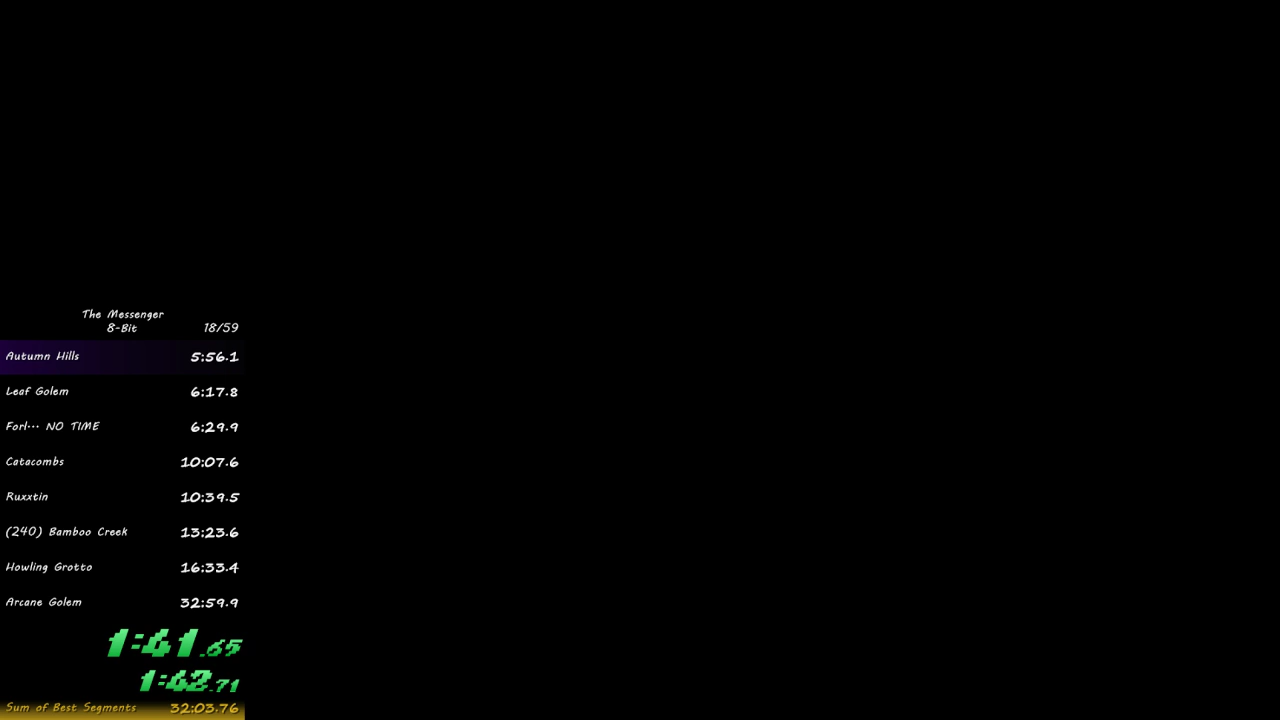 The Messenger
8-Bit 18/59
Autumn Hills 5:56.1
Leaf Golem 6:17.8
Forl... NO TIME 6:29.9
Catacombs 10:07.6
Ruxxtin 10:39.5
(240) Bamboo Creek 13:23.6
Howling Grotto 16:33.4
Arcane Golem 32:59.9
1:41.65
1:42.71
Sum of Best Segments 32:03.76